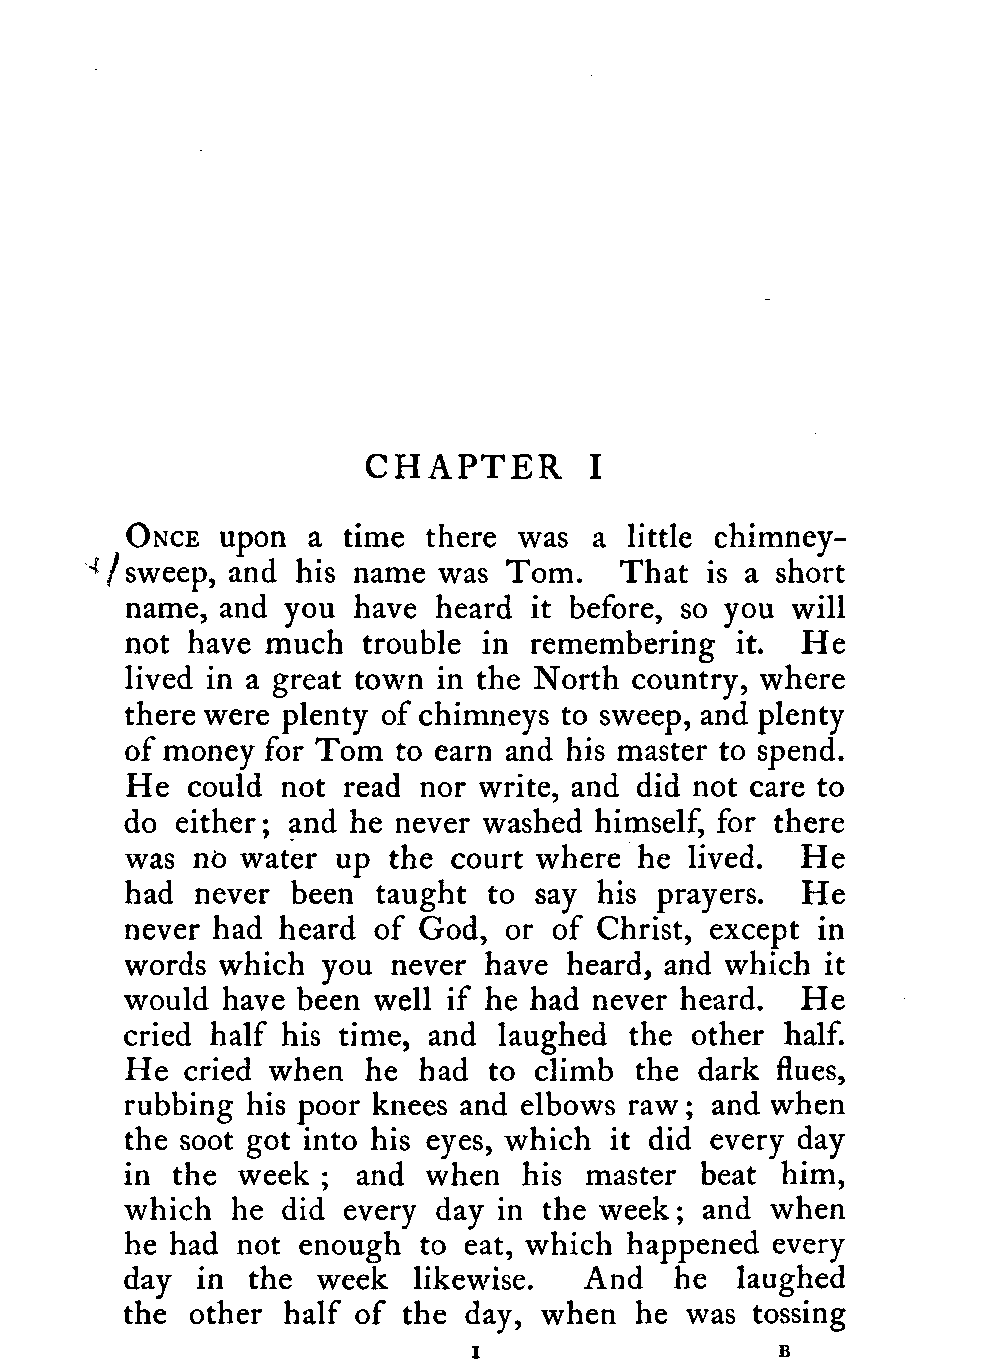 CHAPTER I
ONCE upon a time there was a little chimney-
sweep, and his name was Tom. That is a short
name, and you have heard it before, so you will
not have much trouble in remembering it. He
lived in a great town in the North country, where
there were plenty of chimneys to sweep, and plenty
of money for Tom to earn and his master to spend.
He could not read nor write, and did not care to
do either; and he never washed himself, for there
was no water up the court where he lived. He
had never been taught to say his prayers. He
never had heard of God, or of Christ, except in
words which you never have heard, and which it
would have been well if he had never heard. He
cried half his time, and laughed the other half.
He cried when he had to climb the dark flues,
rubbing his poor knees and elbows raw; and when
the soot got into his eyes, which it did every day
in the week; and when his master beat him,
which he did every day in the week; and when
he had not enough to eat, which happened every
day in the week likewise. And he laughed
the other half of the day, when he was tossing
I B